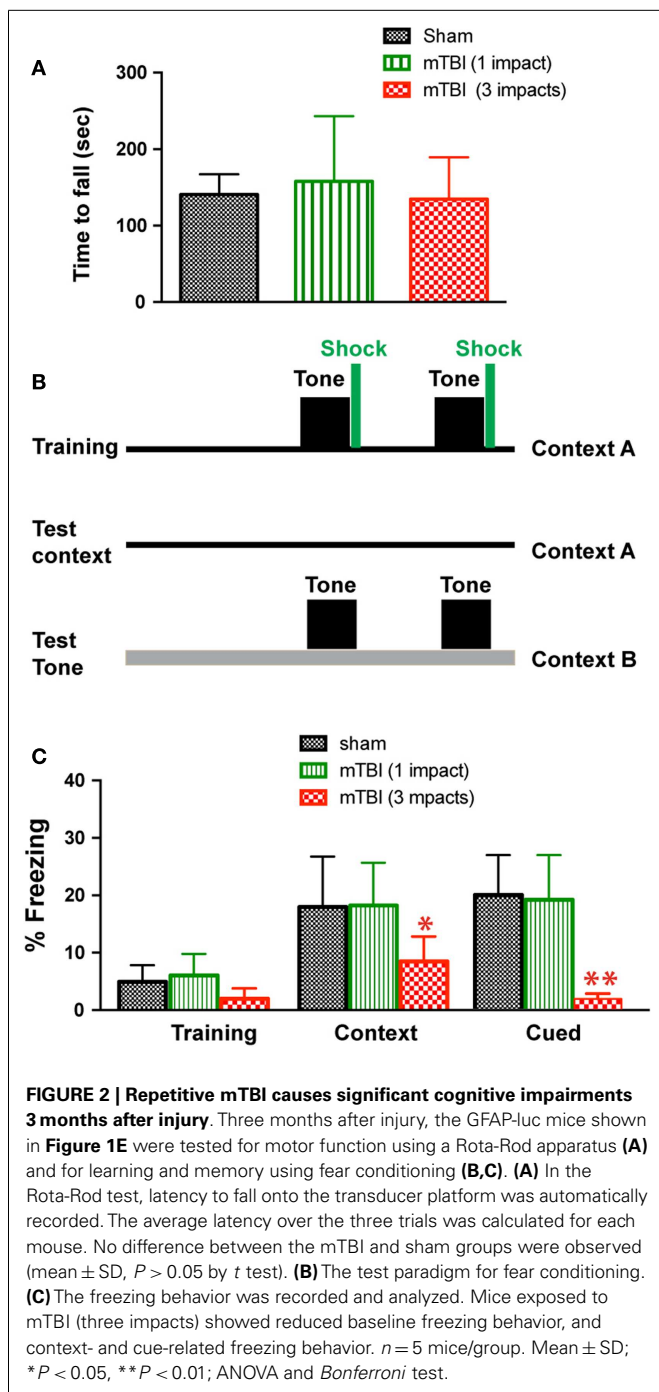 A
Sham
mTBI (1 impact)
mTBI (3 impacts)
Time to fall (sec)
300
200
100
0
B
Shock Shock
Tone Tone
Training Context A
Test
context Context A
Tone Tone
Test
Tone Context B
C
sham
mTBI (1 impact)
mTBI (3 mpacts)
% Freezing
40
30
20
10
0
* **
Training Context Cued
FIGURE 2 | Repetitive mTBI causes significant cognitive impairments
3 months after injury. Three months after injury, the GFAP-luc mice shown
in Figure 1E were tested for motor function using a Rota-Rod apparatus (A)
and for learning and memory using fear conditioning (B,C). (A) In the
Rota-Rod test, latency to fall onto the transducer platform was automatically
recorded. The average latency over the three trials was calculated for each
mouse. No difference between the mTBI and sham groups were observed
(mean ± SD, P > 0.05 by t test). (B) The test paradigm for fear conditioning.
(C) The freezing behavior was recorded and analyzed. Mice exposed to
mTBI (three impacts) showed reduced baseline freezing behavior, and
context- and cue-related freezing behavior. n = 5 mice/group. Mean ± SD;
*P < 0.05, **P < 0.01; ANOVA and Bonferroni test.